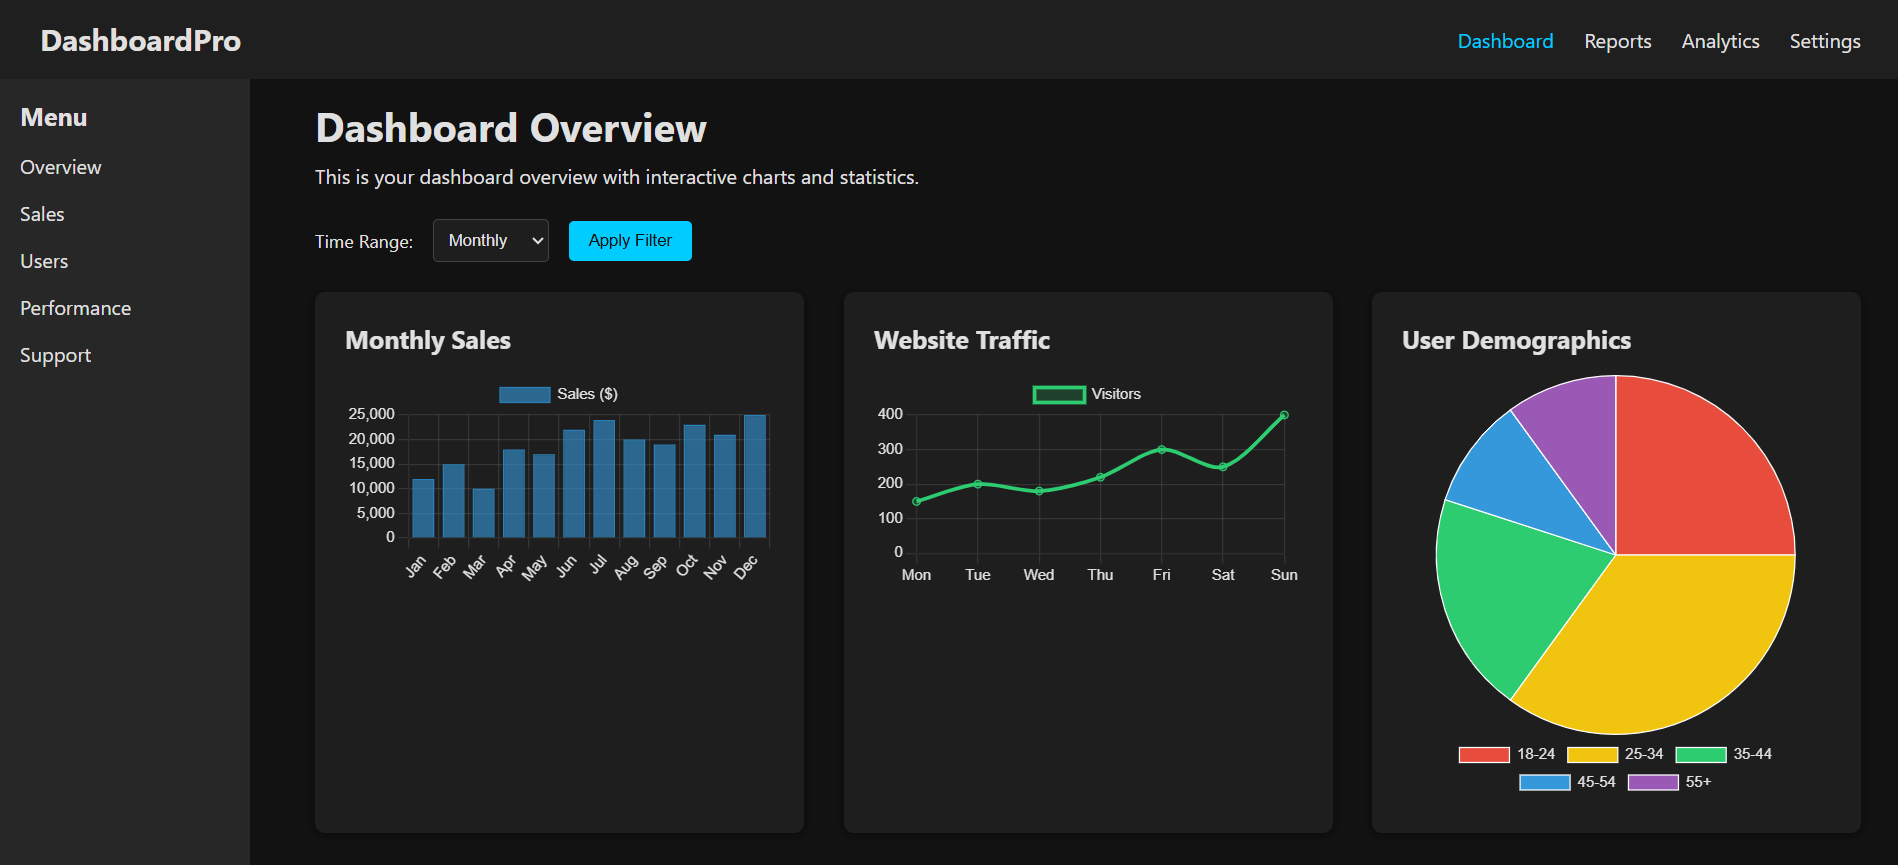 DashboardPro
Dashboard Reports Analytics Settings
Menu
Overview
Sales
Users
Performance
Support
Dashboard Overview
This is your dashboard overview with interactive charts and statistics.
Time Range: Monthly Apply Filter
Monthly Sales
Sales ($)
25,000
20,000
15,000
10,000
5,000
0
Jan Feb Mar Apr May Jun Jul Aug Sep Oct Nov Dec
Website Traffic
Visitors
400
300
200
100
0
Mon Tue Wed Thu Fri Sat Sun
User Demographics
18-24 25-34 35-44
45-54 55+